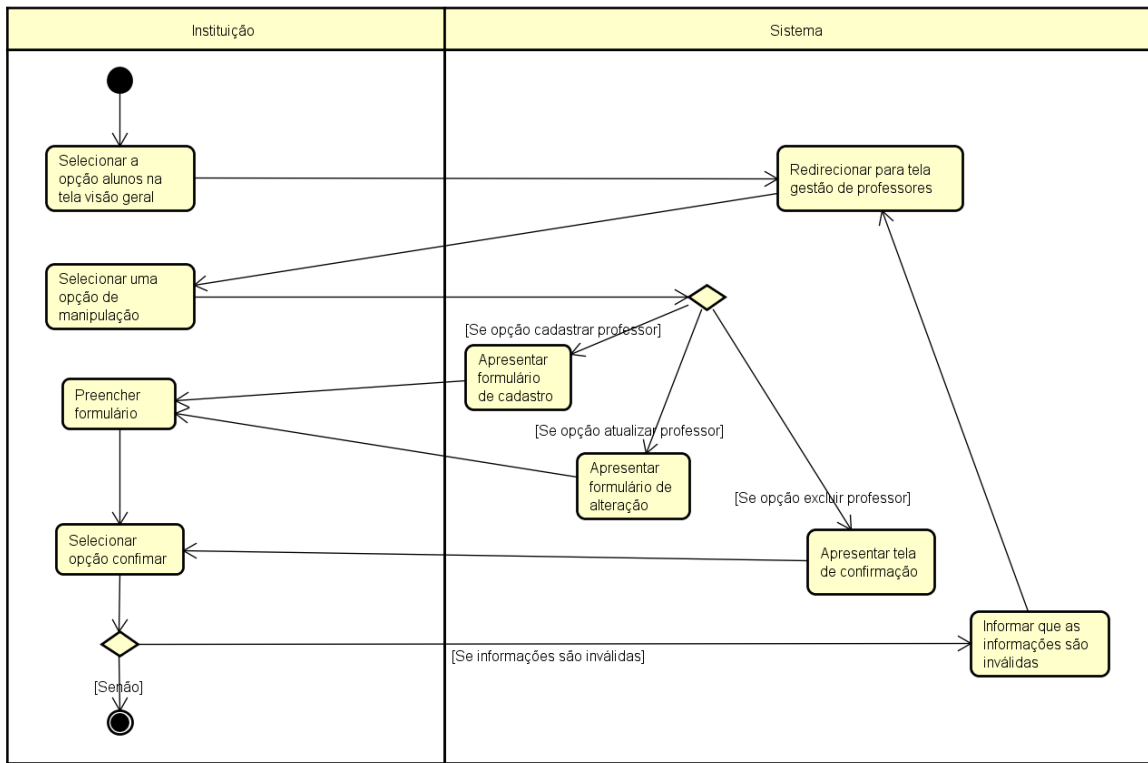 Instituição
Sistema
Selecionar a
opção alunos na
tela visão geral
Redirecionar para tela
gestão de professores
Selecionar uma
opção de
manipulação
[Se opção cadastrar professor]
Apresentar
formulário
de cadastro
Preencher
formulário
[Se opção atualizar professor]
Apresentar
formulário de
alteração
[Se opção excluir professor]
Selecionar
opção confimar
Apresentar tela
de confirmação
Informar que as
informações são
inválidas
[Se informações são inválidas]
[Senão]